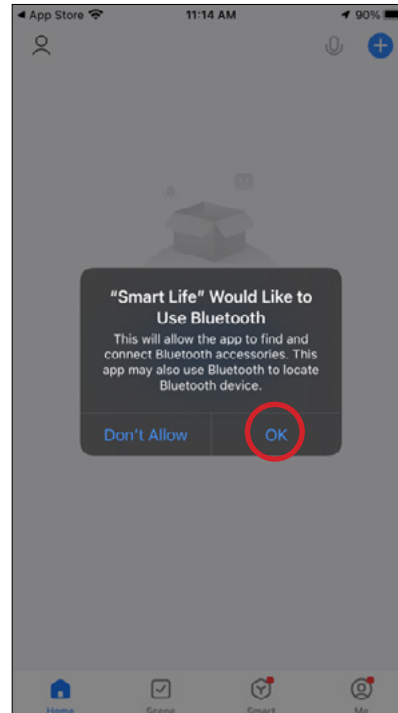 App Store 11:14 AM 90%
"Smart Life" Would Like to
Use Bluetooth
This will allow the app to find and
connect Bluetooth accessories. This
app may also use Bluetooth to locate
Bluetooth device.
Don't Allow OK
Home Scene Smart Me